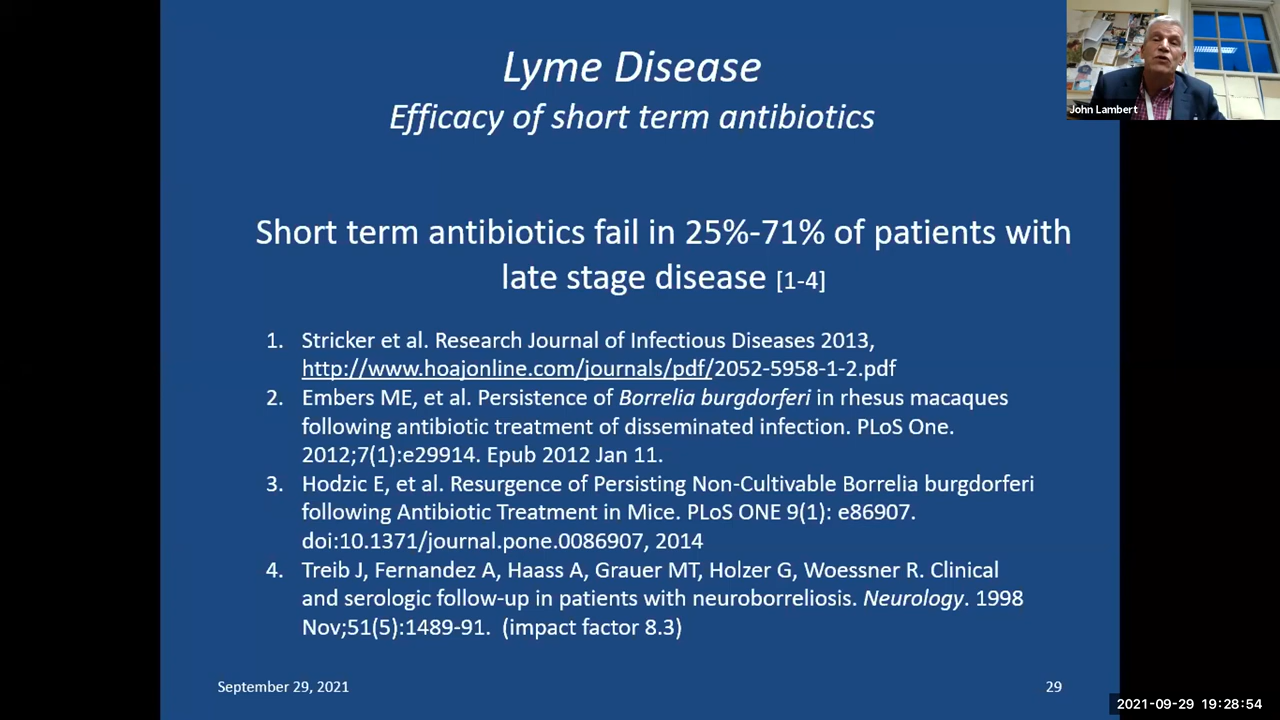 Lyme Disease
Efficacy of short term antibiotics
John Lambert
Short term antibiotics fail in 25%-71% of patients with
late stage disease [1-4]
1. Stricker et al. Research Journal of Infectious Diseases 2013,
http://www.hoajonline.com/journals/pdf/2052-5958-1-2.pdf
2. Embers ME, et al. Persistence of Borrelia burgdorferi in rhesus macaques
following antibiotic treatment of disseminated infection. PLoS One.
2012;7(1):e29914. Epub 2012 Jan 11.
3. Hodzic E, et al. Resurgence of Persisting Non-Cultivable Borrelia burgdorferi
following Antibiotic Treatment in Mice. PLoS ONE 9(1): e86907.
doi:10.1371/journal.pone.0086907, 2014
4. Treib J, Fernandez A, Haass A, Grauer MT, Holzer G, Woessner R. Clinical
and serologic follow-up in patients with neuroborreliosis. Neurology. 1998
Nov;51(5):1489-91. (impact factor 8.3)
September 29, 2021
29
2021-09-29 19:28:54